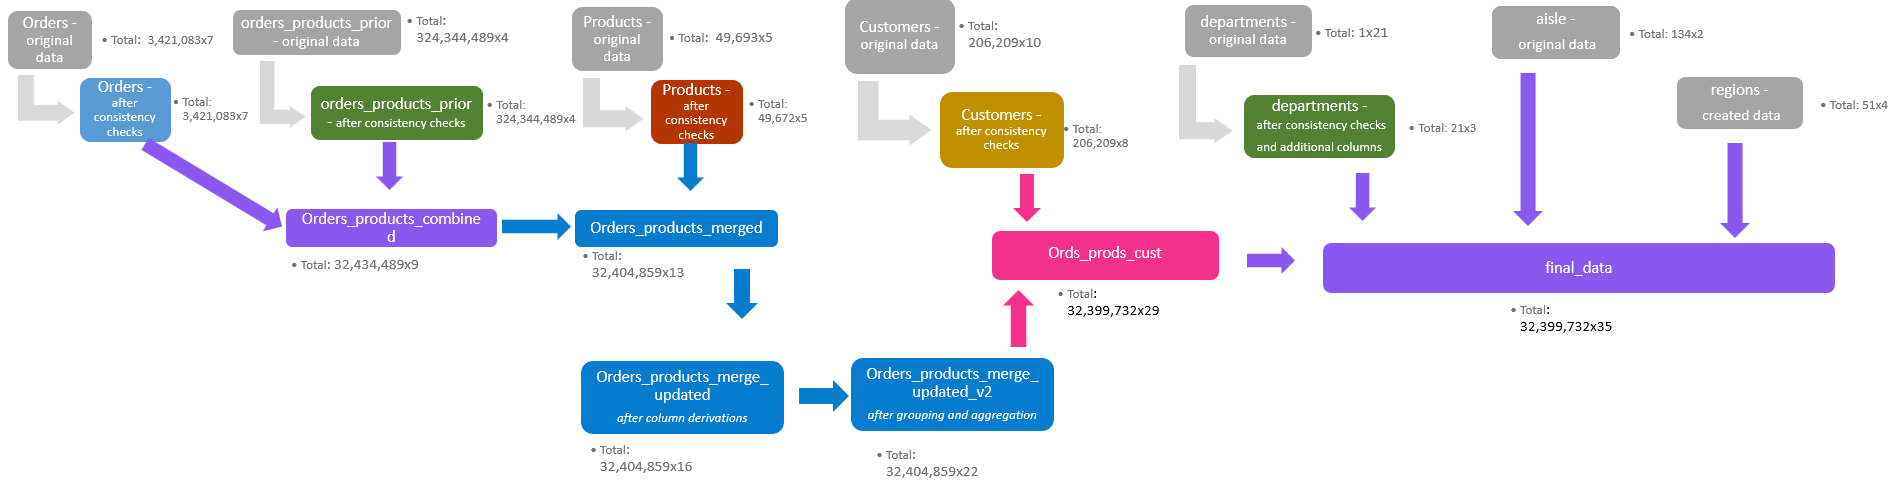 Orders -
original
data
• Total: 3,421,083x7
orders_products_prior
– original data
• Total:
324,344,489x4
Products -
original
data
• Total: 49,693x5
Customers -
original data
• Total:
206,209x10
departments -
original data
• Total: 1x21
aisle -
original data
• Total: 134x2
Orders -
after
consistency
checks
• Total:
3,421,083x7
orders_products_prior
– after consistency checks
• Total:
324,344,489x4
Products -
after
consistency
checks
• Total:
49,672x5
Customers -
after consistency
checks
• Total:
206,209x8
departments -
after consistency checks
and additional columns
• Total: 21x3
regions -
created data
• Total: 51x4
Orders_products_combine
d
• Total: 32,434,489x9
Orders_products_merged
• Total:
32,404,859x13
Ords_prods_cust
• Total:
32,399,732x29
final_data
• Total:
32,399,732x35
Orders_products_merge_
updated
after column derivations
• Total:
32,404,859x16
Orders_products_merge_
updated_v2
after grouping and aggregation
• Total:
32,404,859x22